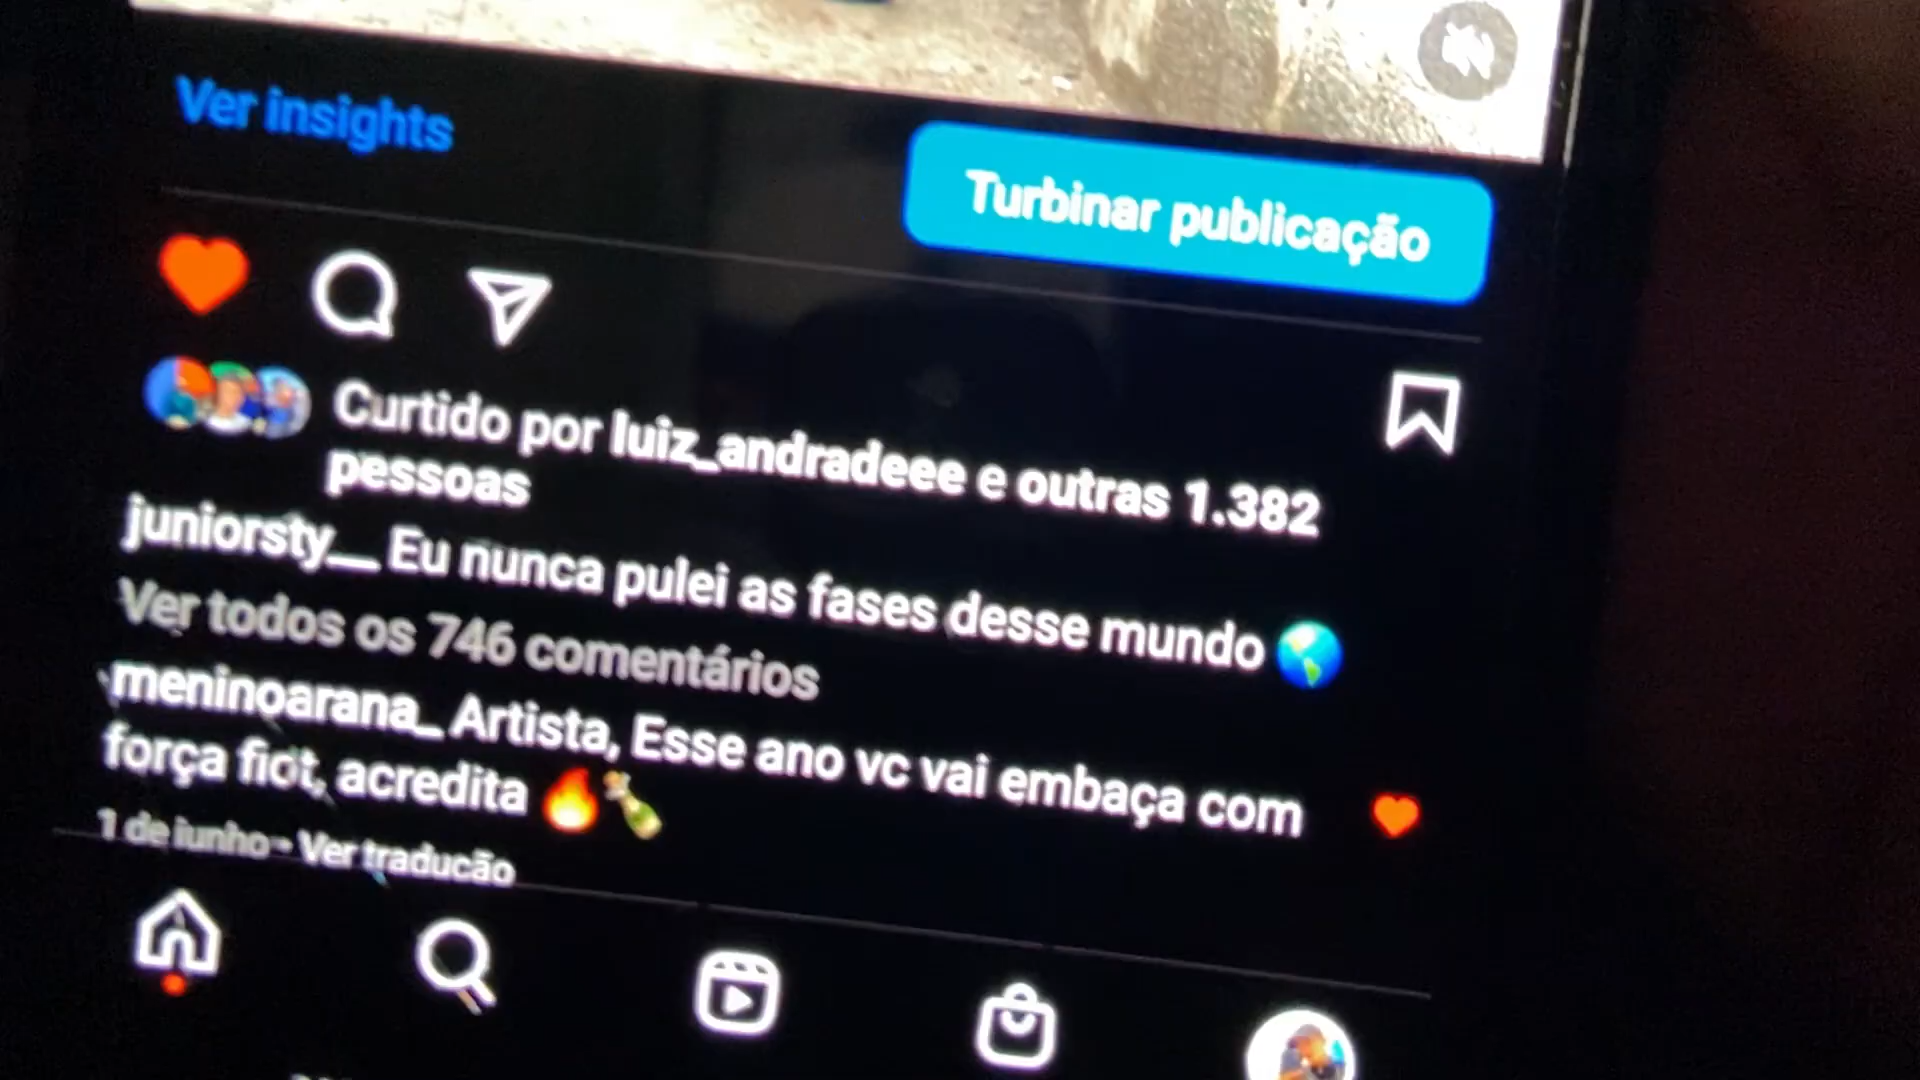 Ver insights
Turbinar publicação
Curtido por luiz_andradeee e outras 1.382
pessoas
juniorsty__ Eu nunca pulei as fases desse mundo 🌎
Ver todos os 746 comentários
meninoarana_ Artista, Esse ano vc vai embaça com
força fiot, acredita 🔥🍾
1 de junho · Ver tradução